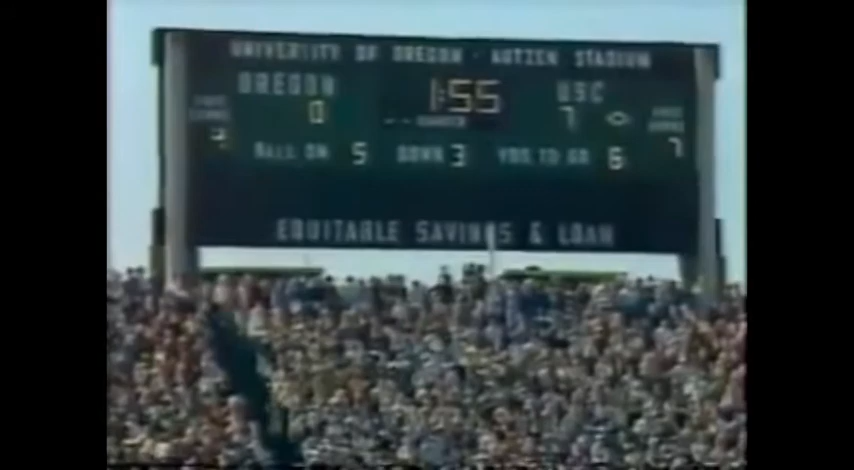 UNIVERSITY OF OREGON - AUTZEN STADIUM
OREGON 1:55 USC
0 7
BALL ON 5 DOWN 3 YDS TO GO 6
EQUITABLE SAVINGS & LOAN